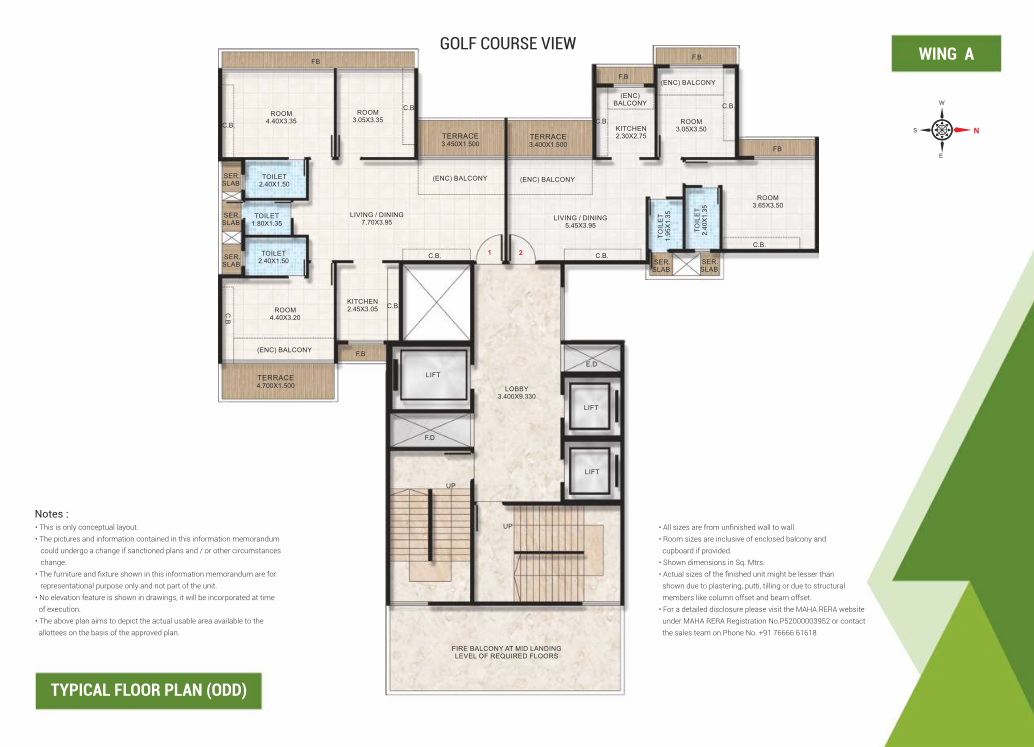 GOLF COURSE VIEW
WING A
W
S
N
E
FB
F.B
F.B
(ENC) BALCONY
(ENC)
BALCONY
C.B.
ROOM
4.40X3.35
ROOM
3.05X3.35
C.B.
TERRACE
3.450X1.500
TERRACE
3.400X1.500
C.B.
KITCHEN
2.30X2.75
ROOM
3.05X3.50
C.B.
FB
SER.
SLAB
TOILET
2.40X1.50
(ENC) BALCONY
(ENC) BALCONY
ROOM
3.65X3.50
SER.
SLAB
TOILET
1.80X1.35
LIVING / DINING
7.70X3.95
LIVING / DINING
5.45X3.95
TOILET
1.95X1.35
TOILET
2.40X1.35
C.B.
SER.
SLAB
TOILET
2.40X1.50
C.B.
1
2
C.B.
SER.
SLAB
SER.
SLAB
C.B.
ROOM
4.40X3.20
KITCHEN
2.45X3.05
C.B.
(ENC) BALCONY
F.B
TERRACE
4.700X1.500
LIFT
E.D
LOBBY
3.400X9.330
LIFT
F.D
LIFT
UP
UP
FIRE BALCONY AT MID LANDING
LEVEL OF REQUIRED FLOORS
Notes :
• This is only conceptual layout.
• The pictures and information contained in this information memorandum
could undergo a change if sanctioned plans and / or other circumstances
change.
• The furniture and fixture shown in this information memorandum are for
representational purpose only and not part of the unit.
• No elevation feature is shown in drawings, it will be incorporated at time
of execution.
• The above plan aims to depict the actual usable area available to the
allottees on the basis of the approved plan.
• All sizes are from unfinished wall to wall.
• Room sizes are inclusive of enclosed balcony and
cupboard if provided.
• Shown dimensions in Sq. Mtrs.
• Actual sizes of the finished unit might be lesser than
shown due to plastering, putti, tilling or due to structural
members like column offset and beam offset.
• For a detailed disclosure please visit the MAHA RERA website
under MAHA RERA Registration No.P52000003952 or contact
the sales team on Phone No. +91 76666 61618
TYPICAL FLOOR PLAN (ODD)